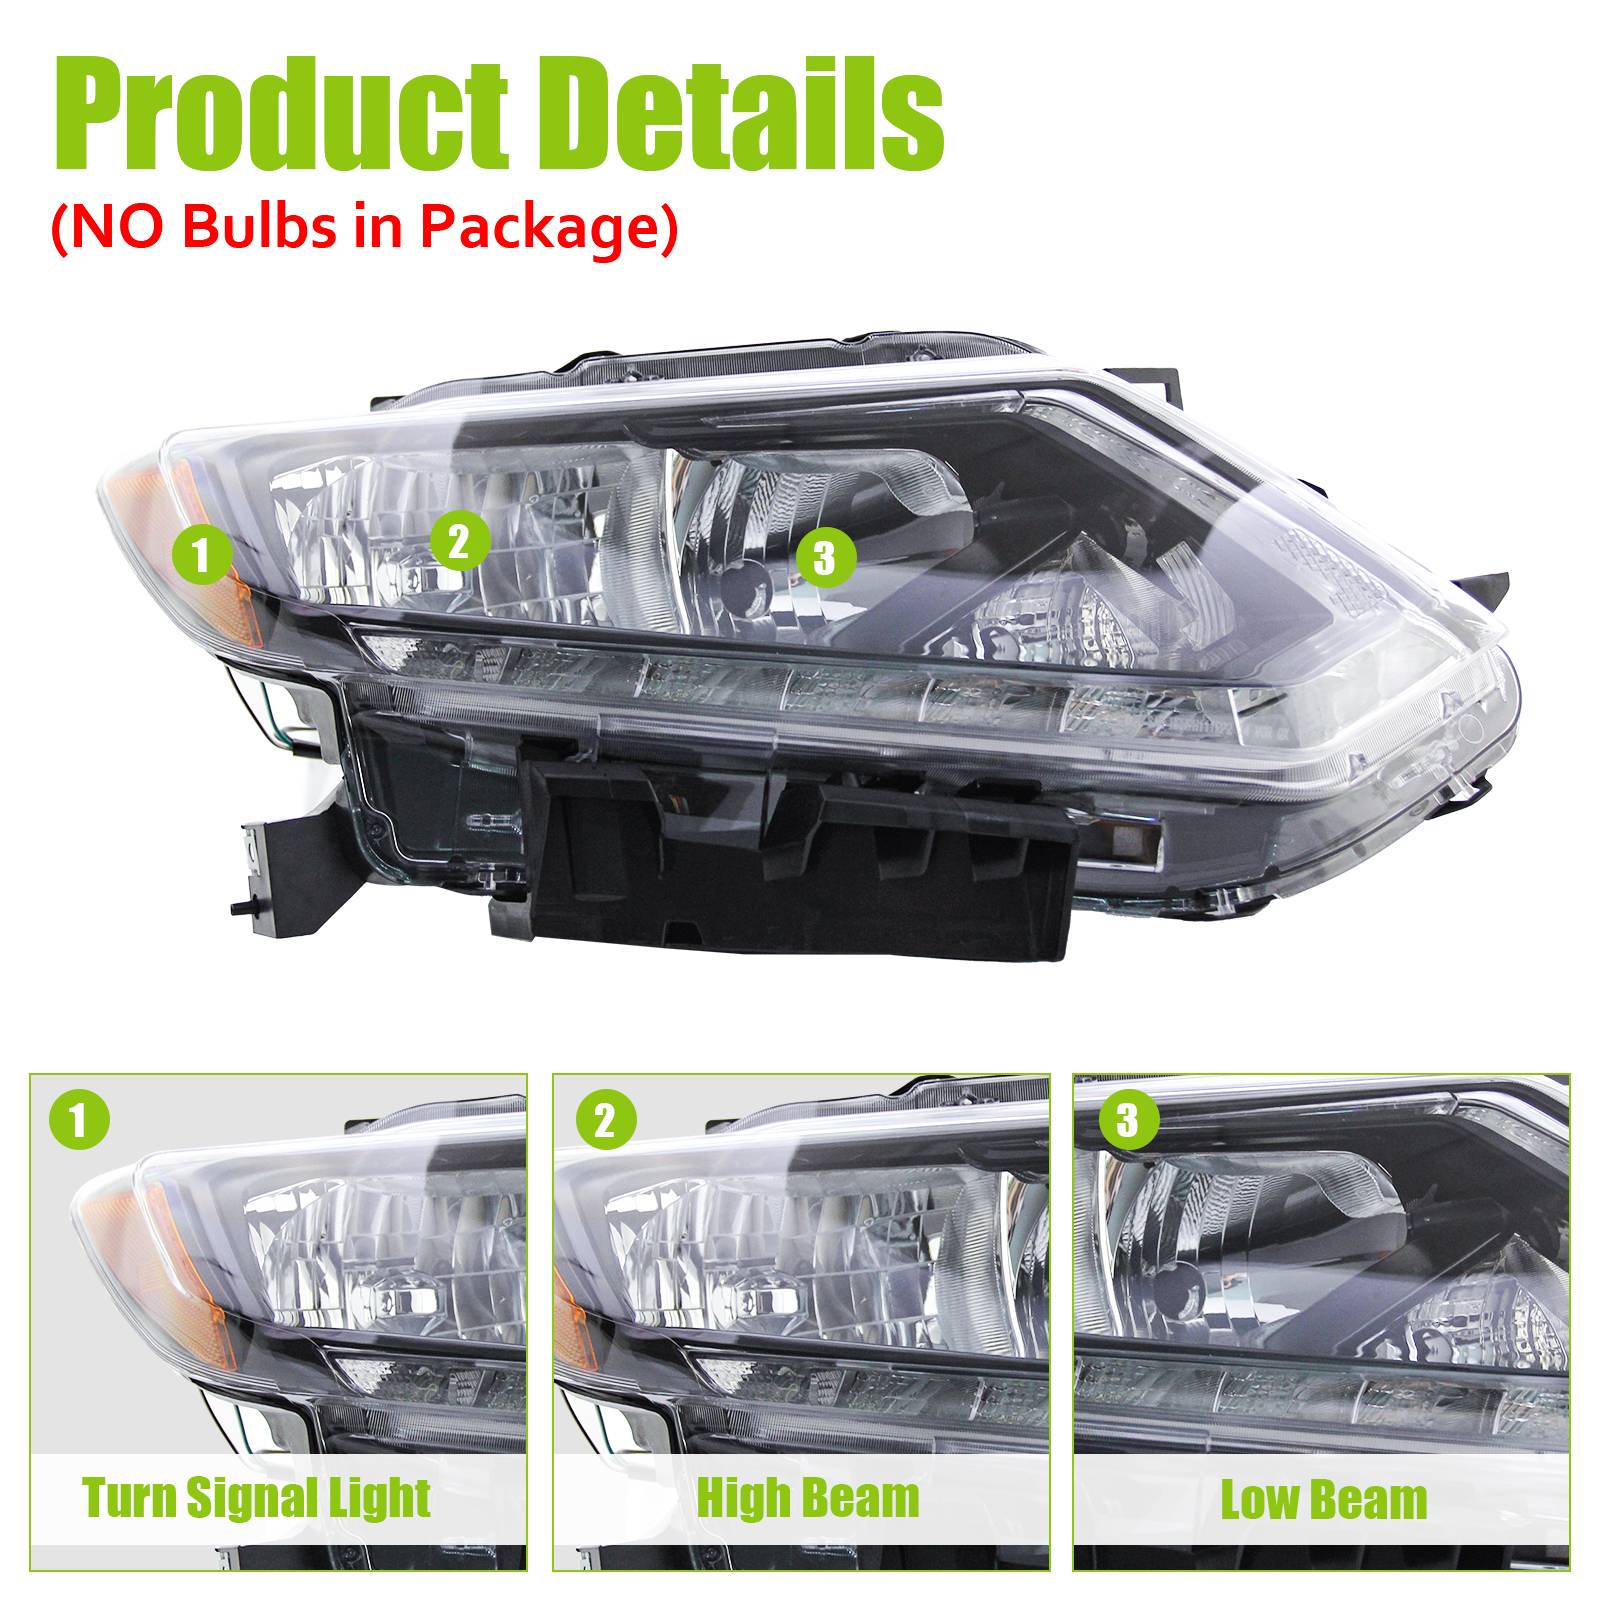 Product Details
(NO Bulbs in Package)
1
2
3
1
2
3
Turn Signal Light
High Beam
Low Beam